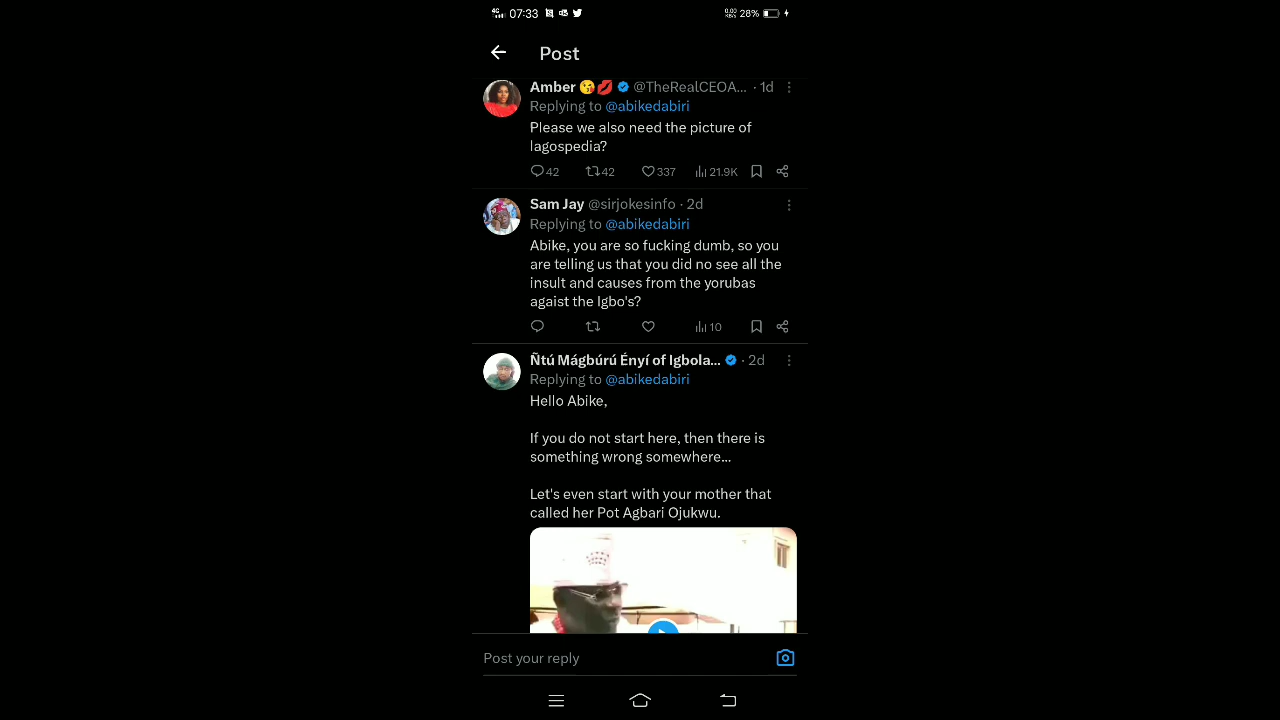 4G 07:33 0.00 KB/s 28%
Post
Amber 😘💋 @TheRealCEOA... · 1d
Replying to @abikedabiri
Please we also need the picture of
lagospedia?
42 42 337 21.9K
Sam Jay @sirjokesinfo · 2d
Replying to @abikedabiri
Abike, you are so fucking dumb, so you
are telling us that you did no see all the
insult and causes from the yorubas
agaist the Igbo's?
10
Ñtú Mágbúrú Ényí of Igbola... · 2d
Replying to @abikedabiri
Hello Abike,
If you do not start here, then there is
something wrong somewhere...
Let's even start with your mother that
called her Pot Agbari Ojukwu.
Post your reply